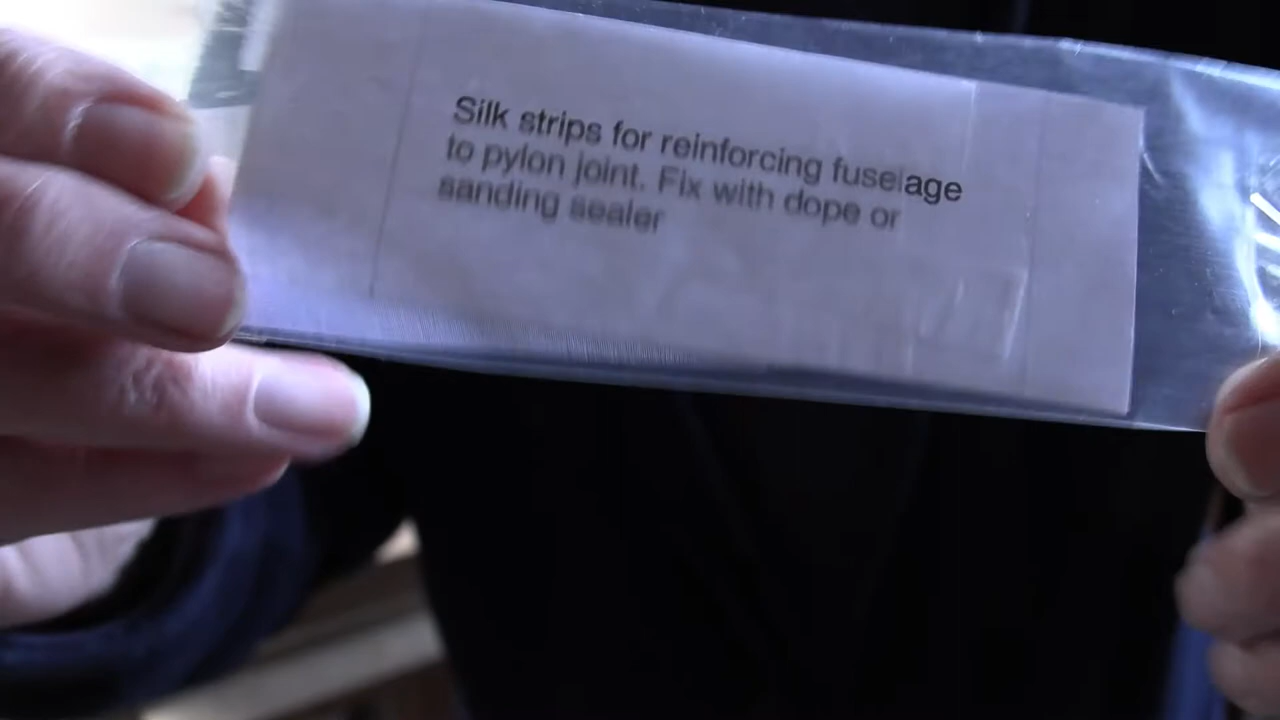 Silk strips for reinforcing fuselage
to pylon joint. Fix with dope or
sanding sealer